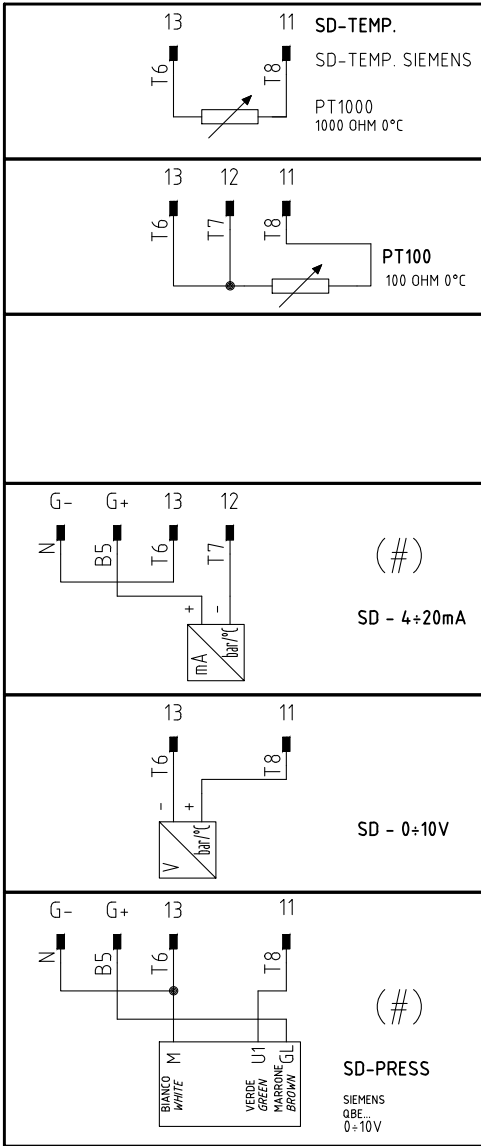 13 11 SD-TEMP.
T6 T8 SD-TEMP. SIEMENS
PT1000
1000 OHM 0°C
13 12 11
T6 T7 T8
PT100
100 OHM 0°C
G- G+ 13 12
N B5 T6 T7
(#)
+ -
mA bar/°C
SD - 4÷20mA
13 11
T6 T8
- +
V bar/°C
SD - 0÷10V
G- G+ 13 11
N B5 T6 T8
(#)
M U1 GL
BIANCO
WHITE
VERDE
GREEN
MARRONE
BROWN
SD-PRESS
SIEMENS
QBE...
0÷10V